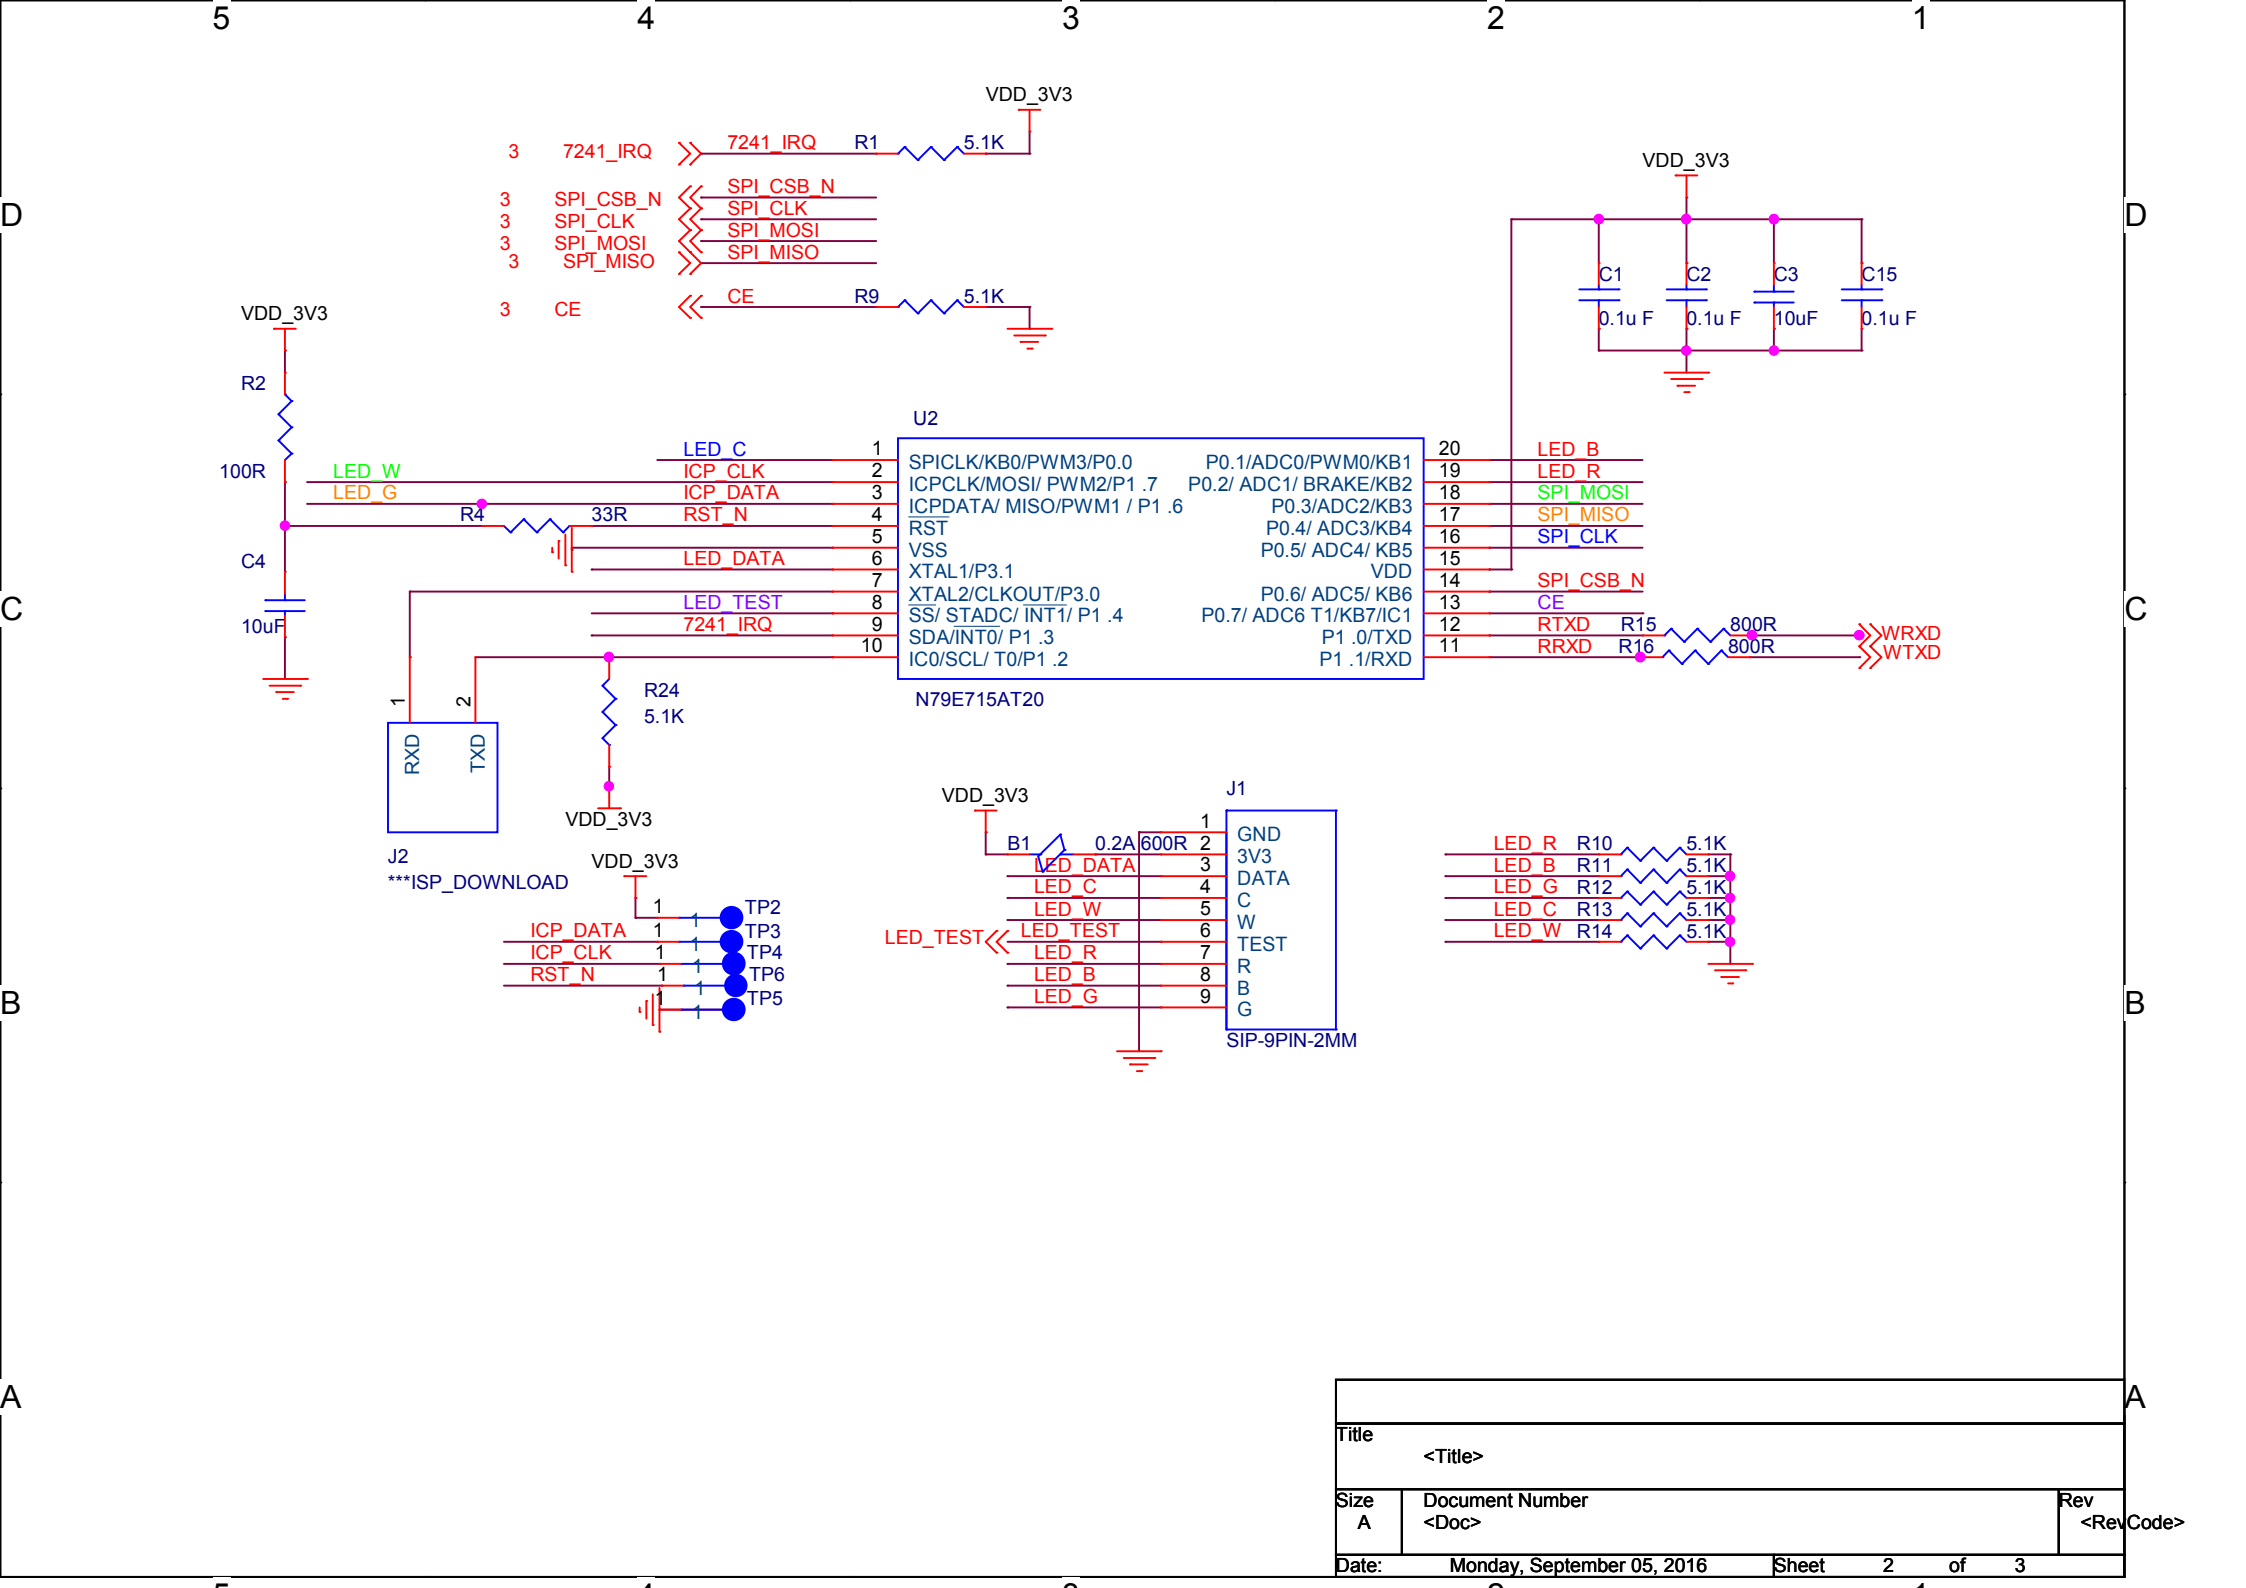 5 4 3 2 1
D D
C C
B B
A A
VDD_3V3
3 7241_IRQ 7241_IRQ R1 5.1K
3 SPI_CSB_N SPI_CSB_N
3 SPI_CLK SPI_CLK
3 SPI_MOSI SPI_MOSI
3 SPI_MISO SPI_MISO
3 CE CE R9 5.1K
VDD_3V3
C1 C2 C3 C15
0.1u F 0.1u F 10uF 0.1u F
VDD_3V3
R2
100R
C4
10uF
U2
LED_C 1 SPICLK/KB0/PWM3/P0.0
LED_W ICP_CLK 2 ICPCLK/MOSI/ PWM2/P1 .7
LED_G ICP_DATA 3 ICPDATA/ MISO/PWM1 / P1 .6
R4 33R RST_N 4 RST
5 VSS
LED_DATA 6 XTAL1/P3.1
7 XTAL2/CLKOUT/P3.0
LED_TEST 8 SS/ STADC/ INT1/ P1 .4
7241_IRQ 9 SDA/INT0/ P1 .3
10 IC0/SCL/ T0/P1 .2
P0.1/ADC0/PWM0/KB1 20 LED_B
P0.2/ ADC1/ BRAKE/KB2 19 LED_R
P0.3/ADC2/KB3 18 SPI_MOSI
P0.4/ ADC3/KB4 17 SPI_MISO
P0.5/ ADC4/ KB5 16 SPI_CLK
VDD 15
P0.6/ ADC5/ KB6 14 SPI_CSB_N
P0.7/ ADC6 T1/KB7/IC1 13 CE
P1 .0/TXD 12 RTXD R15 800R WRXD
P1 .1/RXD 11 RRXD R16 800R WTXD
N79E715AT20
R24
5.1K
VDD_3V3
1 2
RXD TXD
J2
***ISP_DOWNLOAD
VDD_3V3
1 1 TP2
ICP_DATA 1 1 TP3
ICP_CLK 1 1 TP4
RST_N 1 1 TP6
1 1 TP5
VDD_3V3
J1
1 GND
B1 0.2A 600R 2 3V3
LED_DATA 3 DATA
LED_C 4 C
LED_W 5 W
LED_TEST LED_TEST 6 TEST
LED_R 7 R
LED_B 8 B
LED_G 9 G
SIP-9PIN-2MM
LED_R R10 5.1K
LED_B R11 5.1K
LED_G R12 5.1K
LED_C R13 5.1K
LED_W R14 5.1K
Title
<Title>
Size Document Number Rev
A <Doc> <RevCode>
Date: Monday, September 05, 2016 Sheet 2 of 3